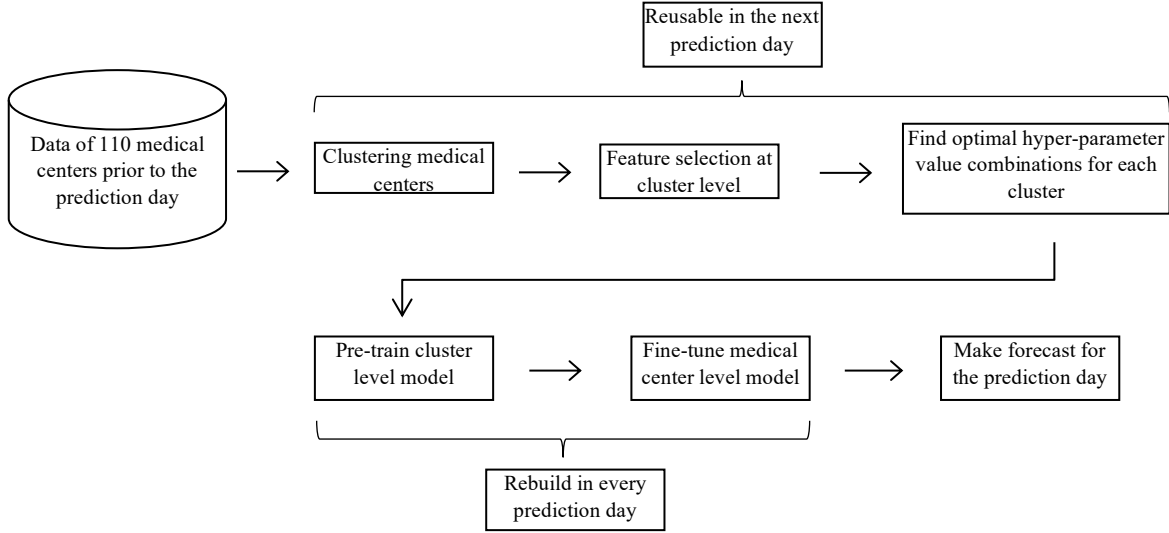 Reusable in the next
prediction day
Data of 110 medical
centers prior to the
prediction day
Clustering medical
centers
Feature selection at
cluster level
Find optimal hyper-parameter
value combinations for each
cluster
Pre-train cluster
level model
Fine-tune medical
center level model
Make forecast for
the prediction day
Rebuild in every
prediction day